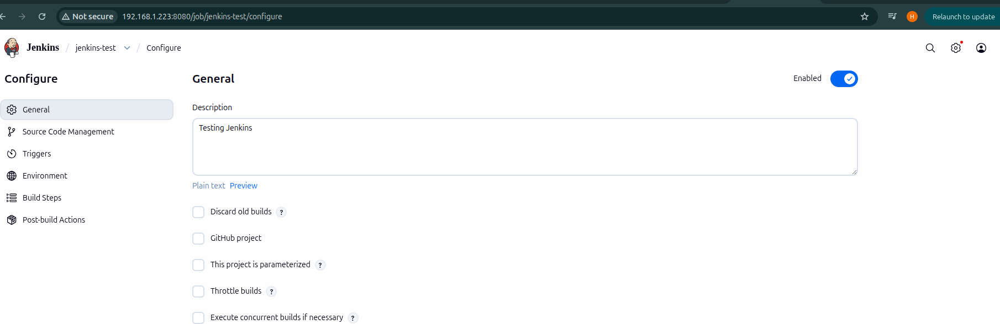 Not secure 192.168.1.223:8080/job/jenkins-test/configure H Relaunch to update
Jenkins / jenkins-test / Configure
Configure
General
Source Code Management
Triggers
Environment
Build Steps
Post-build Actions
General
Enabled
Description
Testing Jenkins
Plain text Preview
Discard old builds ?
GitHub project
This project is parameterized ?
Throttle builds ?
Execute concurrent builds if necessary ?